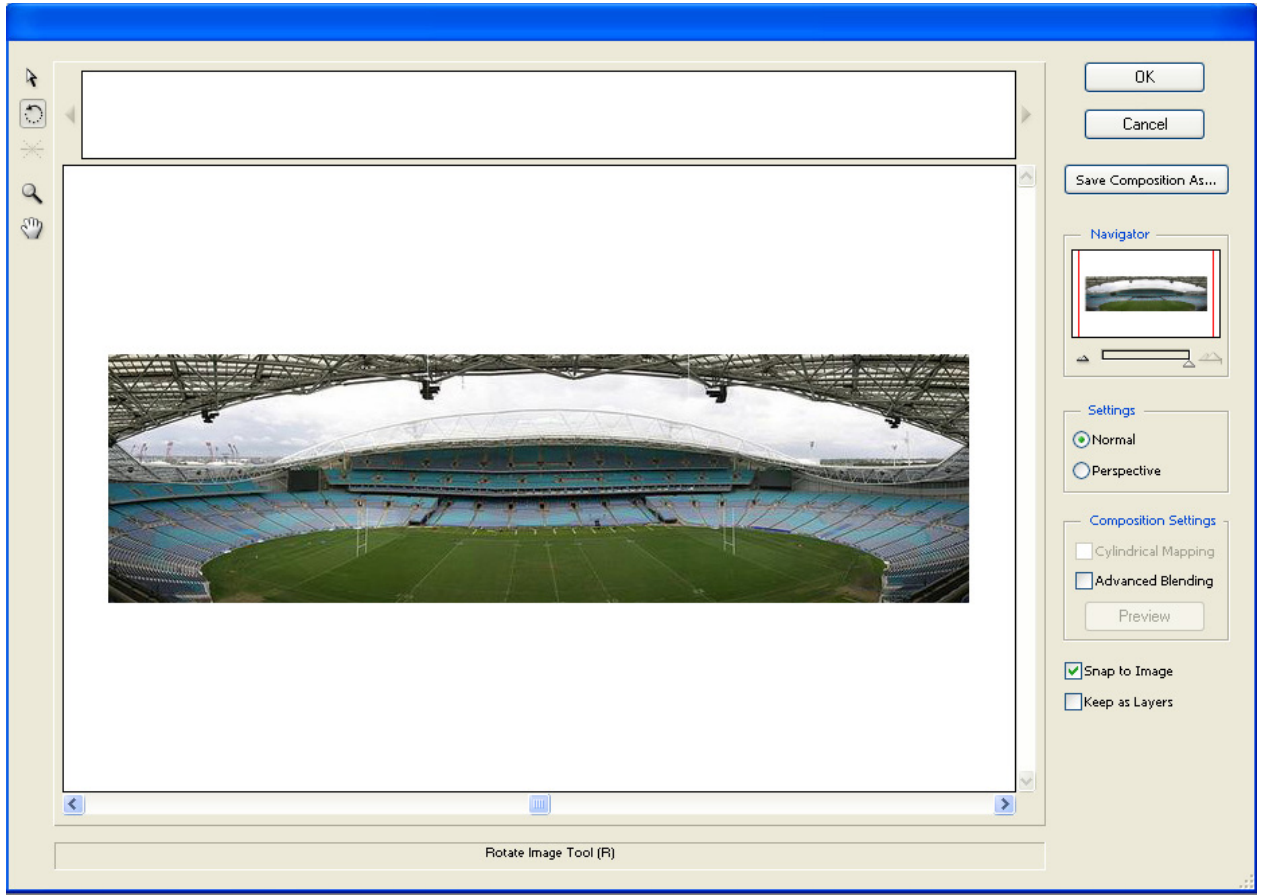 OK
Cancel
Save Composition As...
Navigator
Settings
Normal
Perspective
Composition Settings
Cylindrical Mapping
Advanced Blending
Preview
Snap to Image
Keep as Layers
Rotate Image Tool (R)